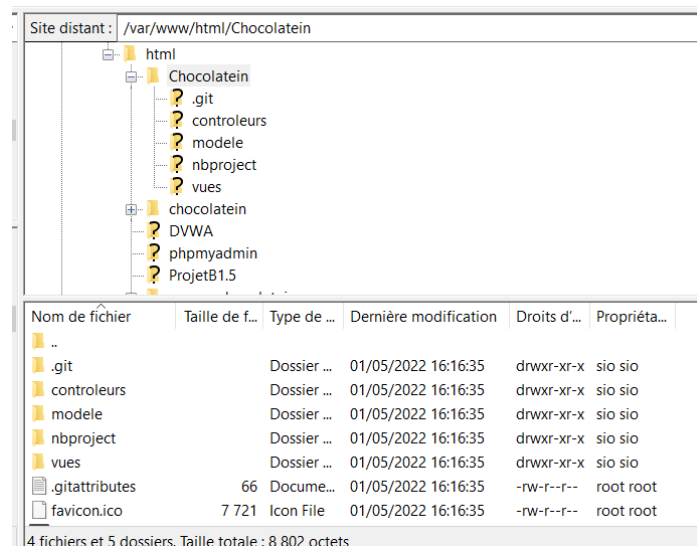 Site distant : /var/www/html/Chocolatein
html
Chocolatein
.git
controleurs
modele
nbproject
vues
chocolatein
DVWA
phpmyadmin
ProjetB1.5
Nom de fichier Taille de f... Type de ... Dernière modification Droits d'... Propriéta...
..
.git Dossier ... 01/05/2022 16:16:35 drwxr-xr-x sio sio
controleurs Dossier ... 01/05/2022 16:16:35 drwxr-xr-x sio sio
modele Dossier ... 01/05/2022 16:16:35 drwxr-xr-x sio sio
nbproject Dossier ... 01/05/2022 16:16:35 drwxr-xr-x sio sio
vues Dossier ... 01/05/2022 16:16:35 drwxr-xr-x sio sio
.gitattributes 66 Docume... 01/05/2022 16:16:35 -rw-r--r-- root root
favicon.ico 7 721 Icon File 01/05/2022 16:16:35 -rw-r--r-- root root
4 fichiers et 5 dossiers. Taille totale : 8 802 octets